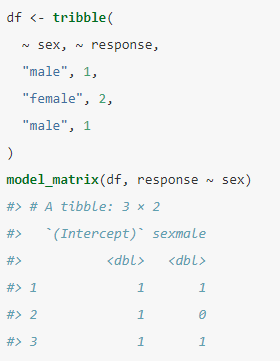 df <- tribble(
  ~ sex, ~ response,
  "male", 1,
  "female", 2,
  "male", 1
)
model_matrix(df, response ~ sex)
#> # A tibble: 3 × 2
#>   `(Intercept)` sexmale
#>           <dbl>   <dbl>
#> 1             1       1
#> 2             1       0
#> 3             1       1